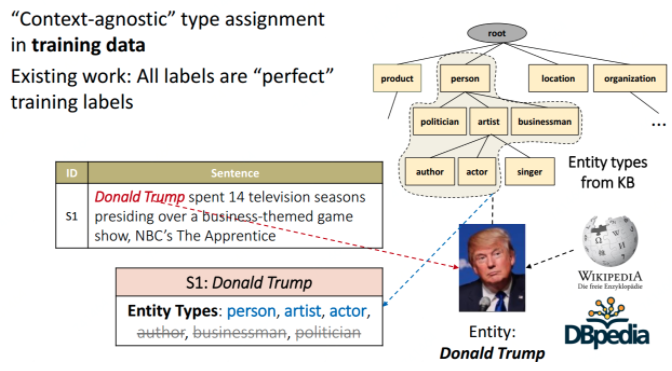 “Context-agnostic” type assignment
in training data
Existing work: All labels are “perfect”
training labels
root
product
person
location
organization
politician
artist
businessman
...
author
actor
singer
Entity types
from KB
ID
Sentence
S1
Donald Trump spent 14 television seasons
presiding over a business-themed game
show, NBC’s The Apprentice
S1: Donald Trump
Entity Types: person, artist, actor,
author, businessman, politician
Entity:
Donald Trump
WIKIPEDIA
Die freie Enzyklopädie
DBpedia